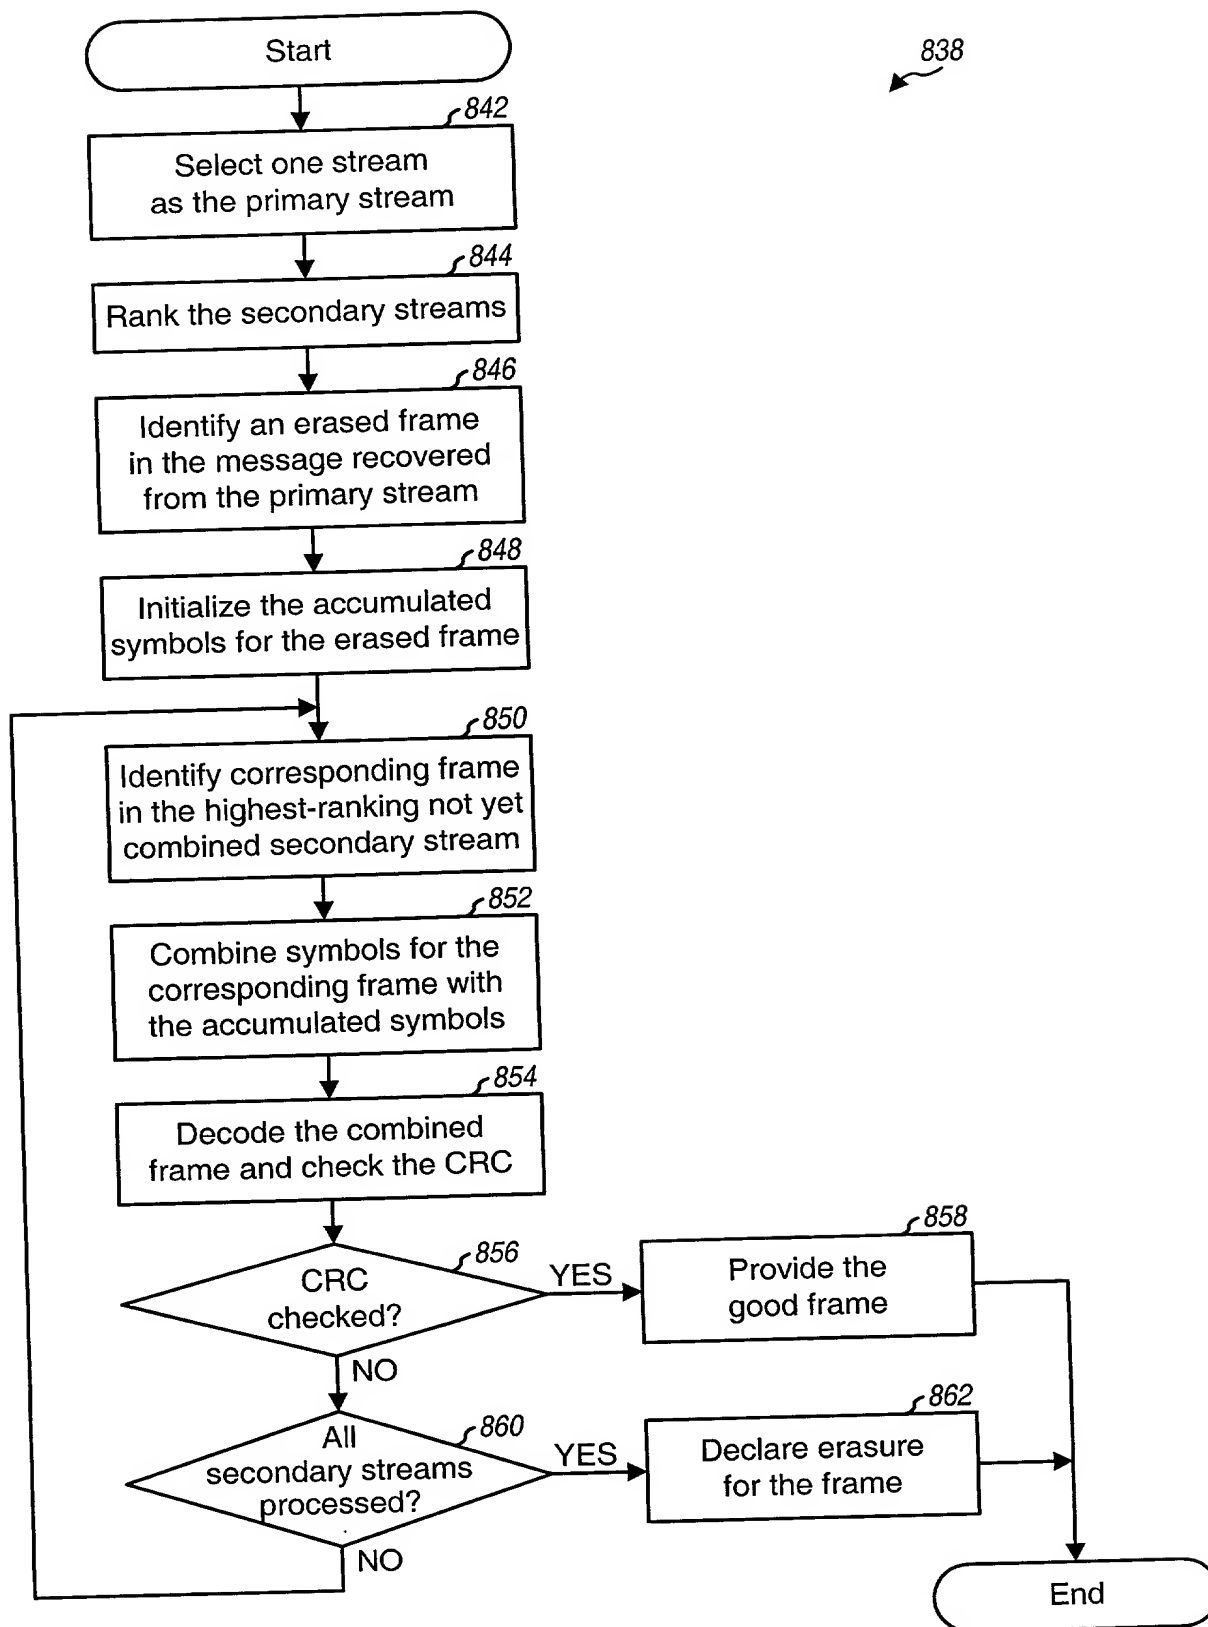 Start
838
842
Select one stream
as the primary stream
844
Rank the secondary streams
846
Identify an erased frame
in the message recovered
from the primary stream
848
Initialize the accumulated
symbols for the erased frame
850
Identify corresponding frame
in the highest-ranking not yet
combined secondary stream
852
Combine symbols for the
corresponding frame with
the accumulated symbols
854
Decode the combined
frame and check the CRC
856
CRC
checked?
YES
858
Provide the
good frame
NO
860
All
secondary streams
processed?
YES
862
Declare erasure
for the frame
NO
End